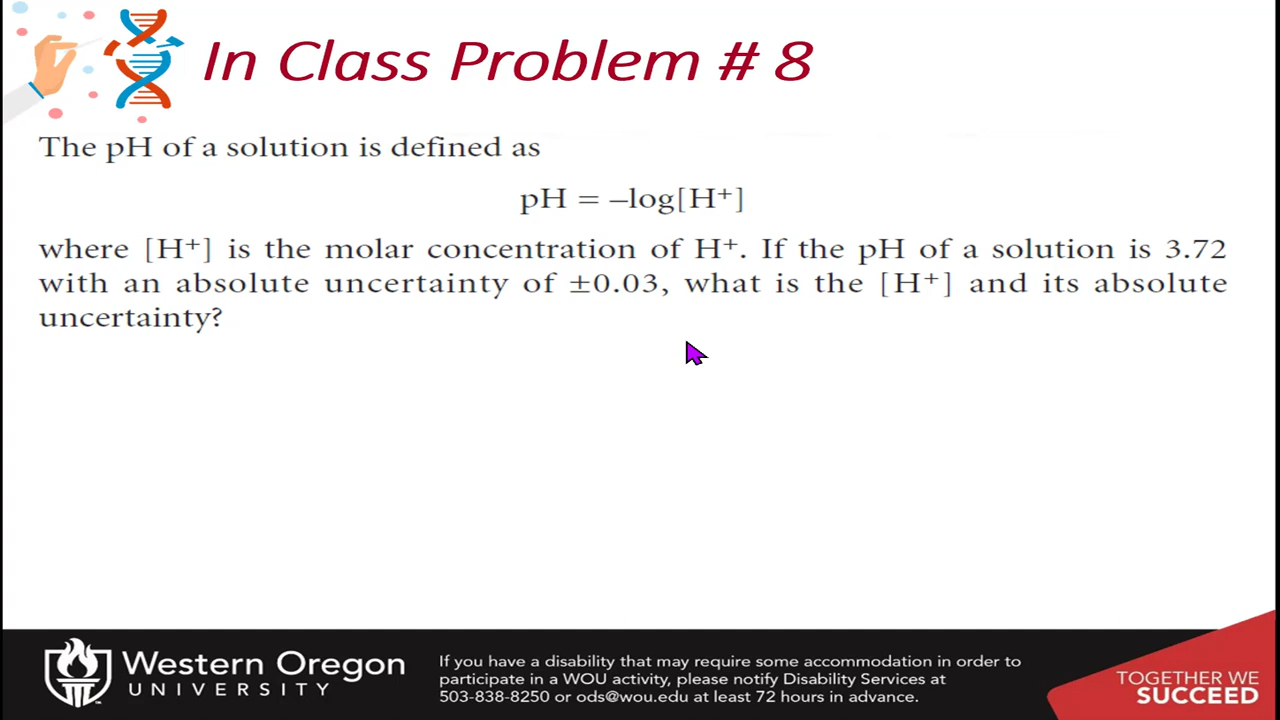 In Class Problem # 8
The pH of a solution is defined as
pH = –log[H⁺]
where [H⁺] is the molar concentration of H⁺. If the pH of a solution is 3.72
with an absolute uncertainty of ±0.03, what is the [H⁺] and its absolute
uncertainty?
Western Oregon
UNIVERSITY
If you have a disability that may require some accommodation in order to
participate in a WOU activity, please notify Disability Services at
503-838-8250 or ods@wou.edu at least 72 hours in advance.
TOGETHER WE
SUCCEED